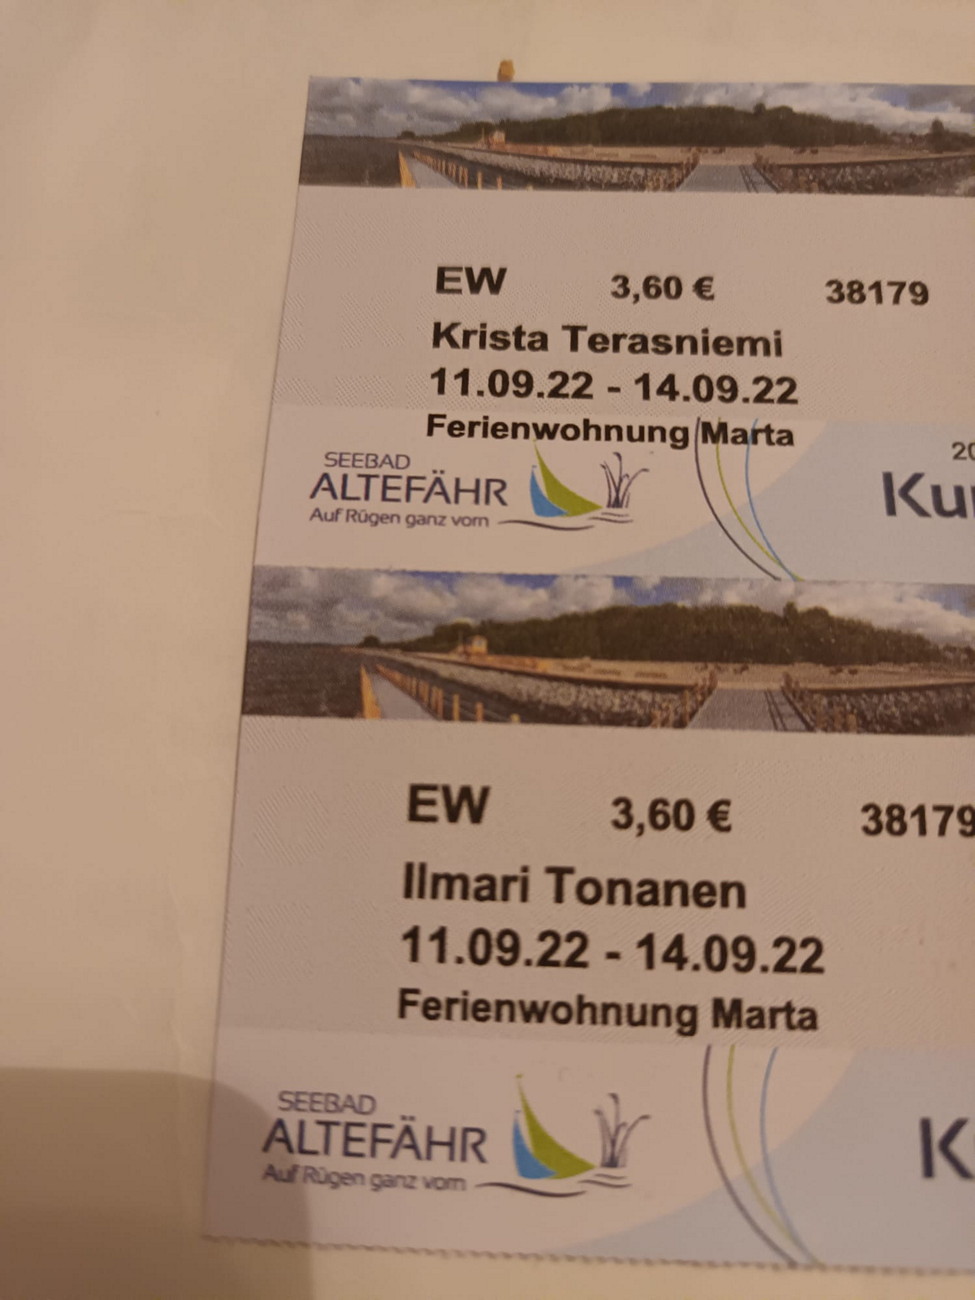 EW 3,60 € 38179
Krista Terasniemi
11.09.22 - 14.09.22
Ferienwohnung Marta
SEEBAD
ALTEFÄHR
Auf Rügen ganz vorn
EW 3,60 € 38179
Ilmari Tonanen
11.09.22 - 14.09.22
Ferienwohnung Marta
SEEBAD
ALTEFÄHR
Auf Rügen ganz vorn